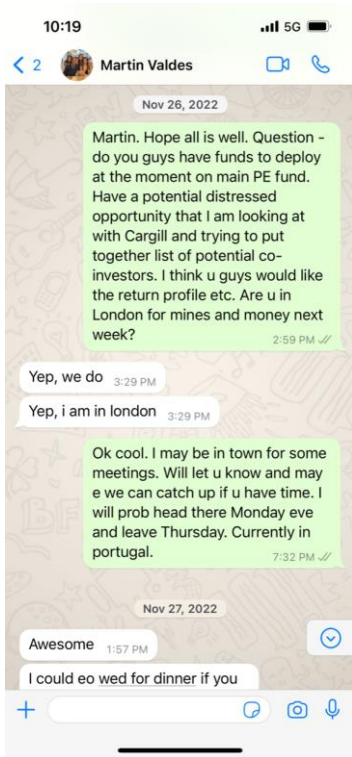 10:19
5G
2
Martin Valdes
Nov 26, 2022
Martin. Hope all is well. Question -
do you guys have funds to deploy
at the moment on main PE fund.
Have a potential distressed
opportunity that I am looking at
with Cargill and trying to put
together list of potential co-
investors. I think u guys would like
the return profile etc. Are u in
London for mines and money next
week?
2:59 PM
Yep, we do
3:29 PM
Yep, i am in london
3:29 PM
Ok cool. I may be in town for some
meetings. Will let u know and may
e we can catch up if u have time. I
will prob head there Monday eve
and leave Thursday. Currently in
portugal.
7:32 PM
Nov 27, 2022
Awesome
1:57 PM
I could eo wed for dinner if you